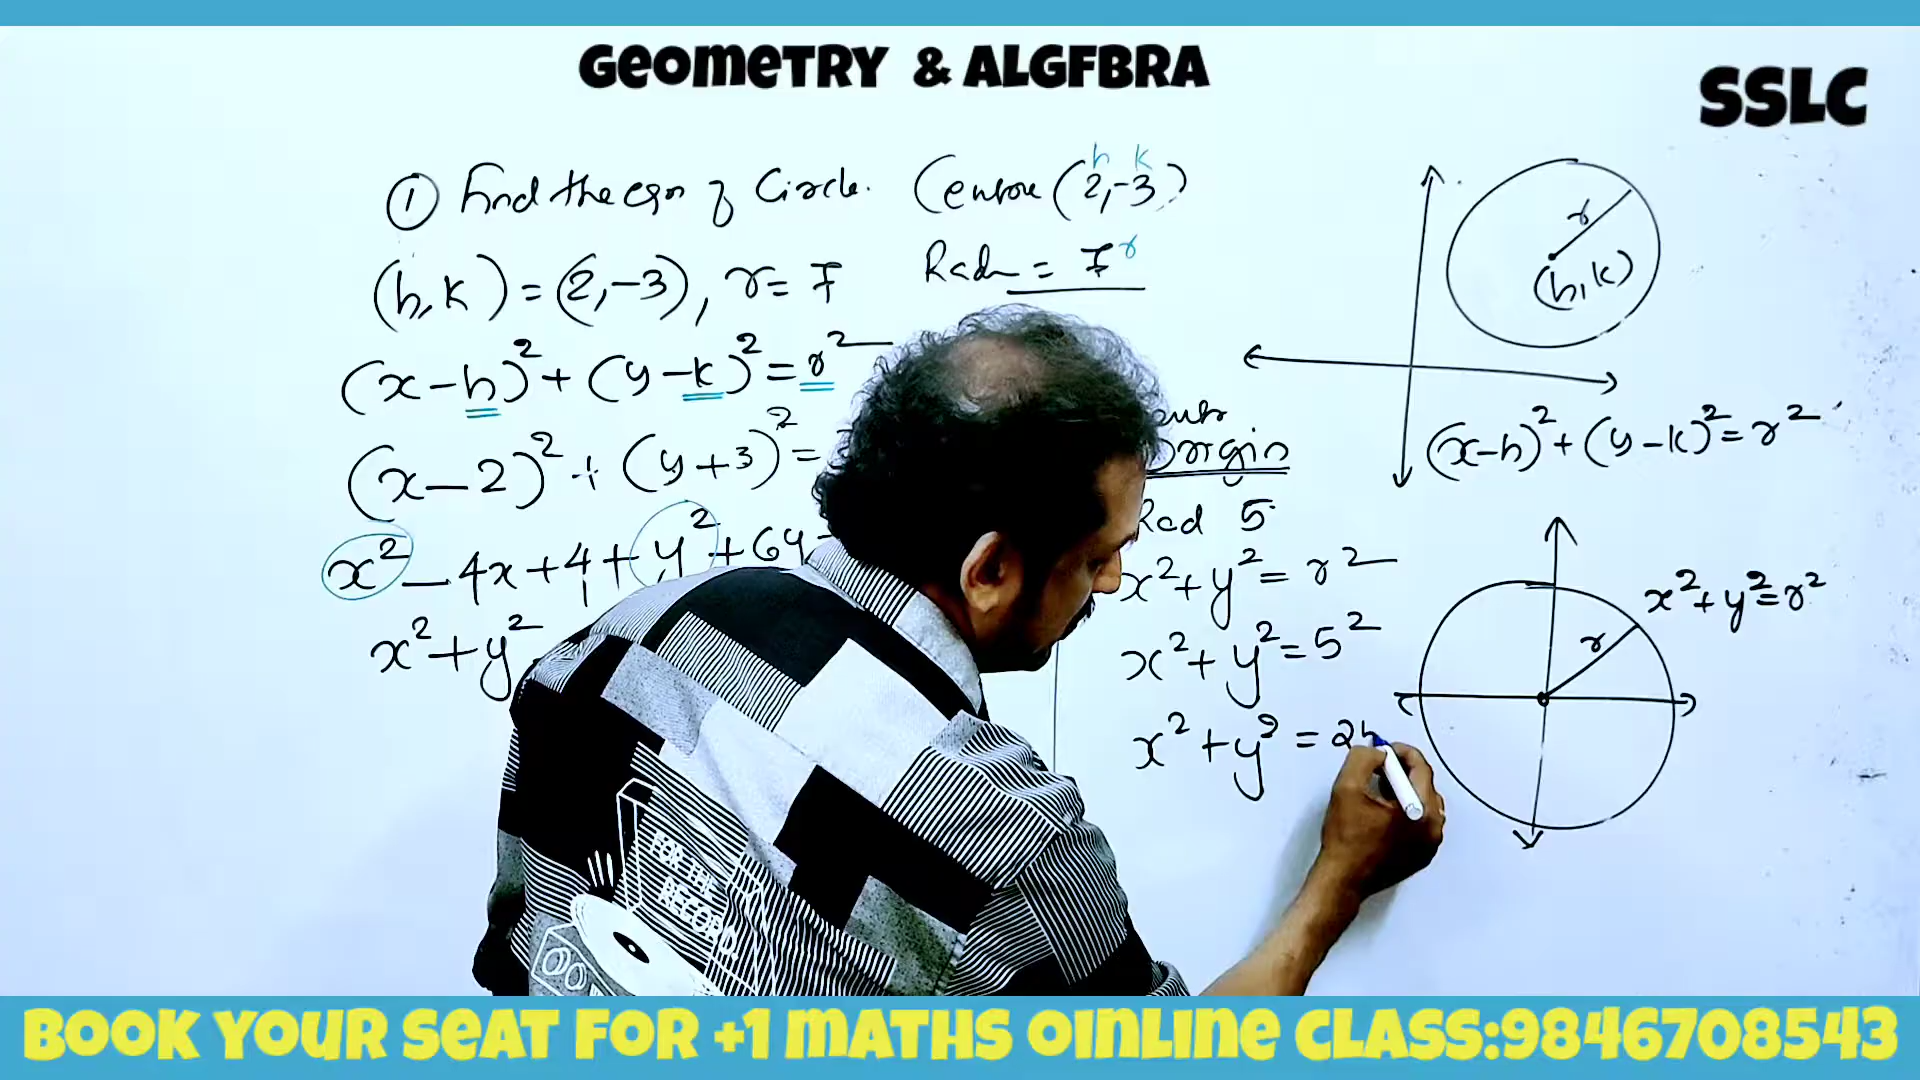 GEOMETRY & ALGFBRA
SSLC
① Find the eqn of Circle. Centre (2,-3)
h k
(h,k) = (2,-3), r = 7
Rad = 7 r
(x-h)² + (y-k)² = r²
(x-2)² + (y+3)² =
x² - 4x + 4 + y² + 6y
x² + y²
Origin
Rad 5
x² + y² = r²
x² + y² = 5²
x² + y² = 2
r
(h,k)
(x-h)² + (y-k)² = r²
x² + y² = r²
r
FOR THE
RECORD
BOOK YOUR SEAT FOR +1 MATHS OINLINE CLASS:9846708543